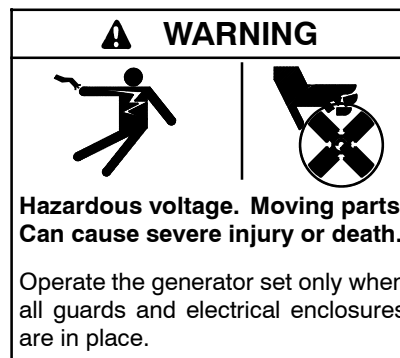 WARNING
Hazardous voltage. Moving parts.
Can cause severe injury or death.
Operate the generator set only when
all guards and electrical enclosures
are in place.